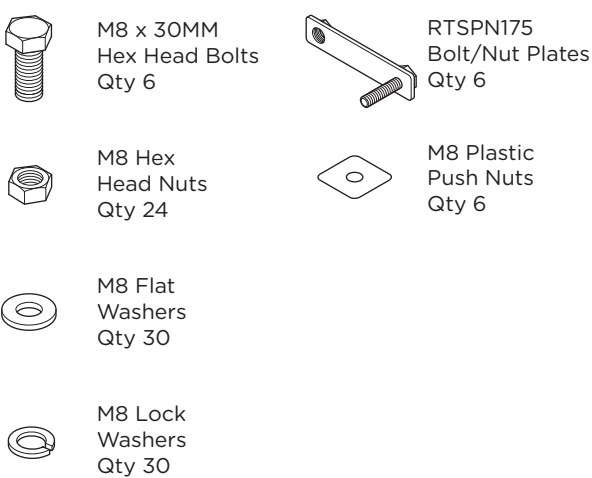 M8 x 30MM
Hex Head Bolts
Qty 6
RTSPN175
Bolt/Nut Plates
Qty 6
M8 Hex
Head Nuts
Qty 24
M8 Plastic
Push Nuts
Qty 6
M8 Flat
Washers
Qty 30
M8 Lock
Washers
Qty 30